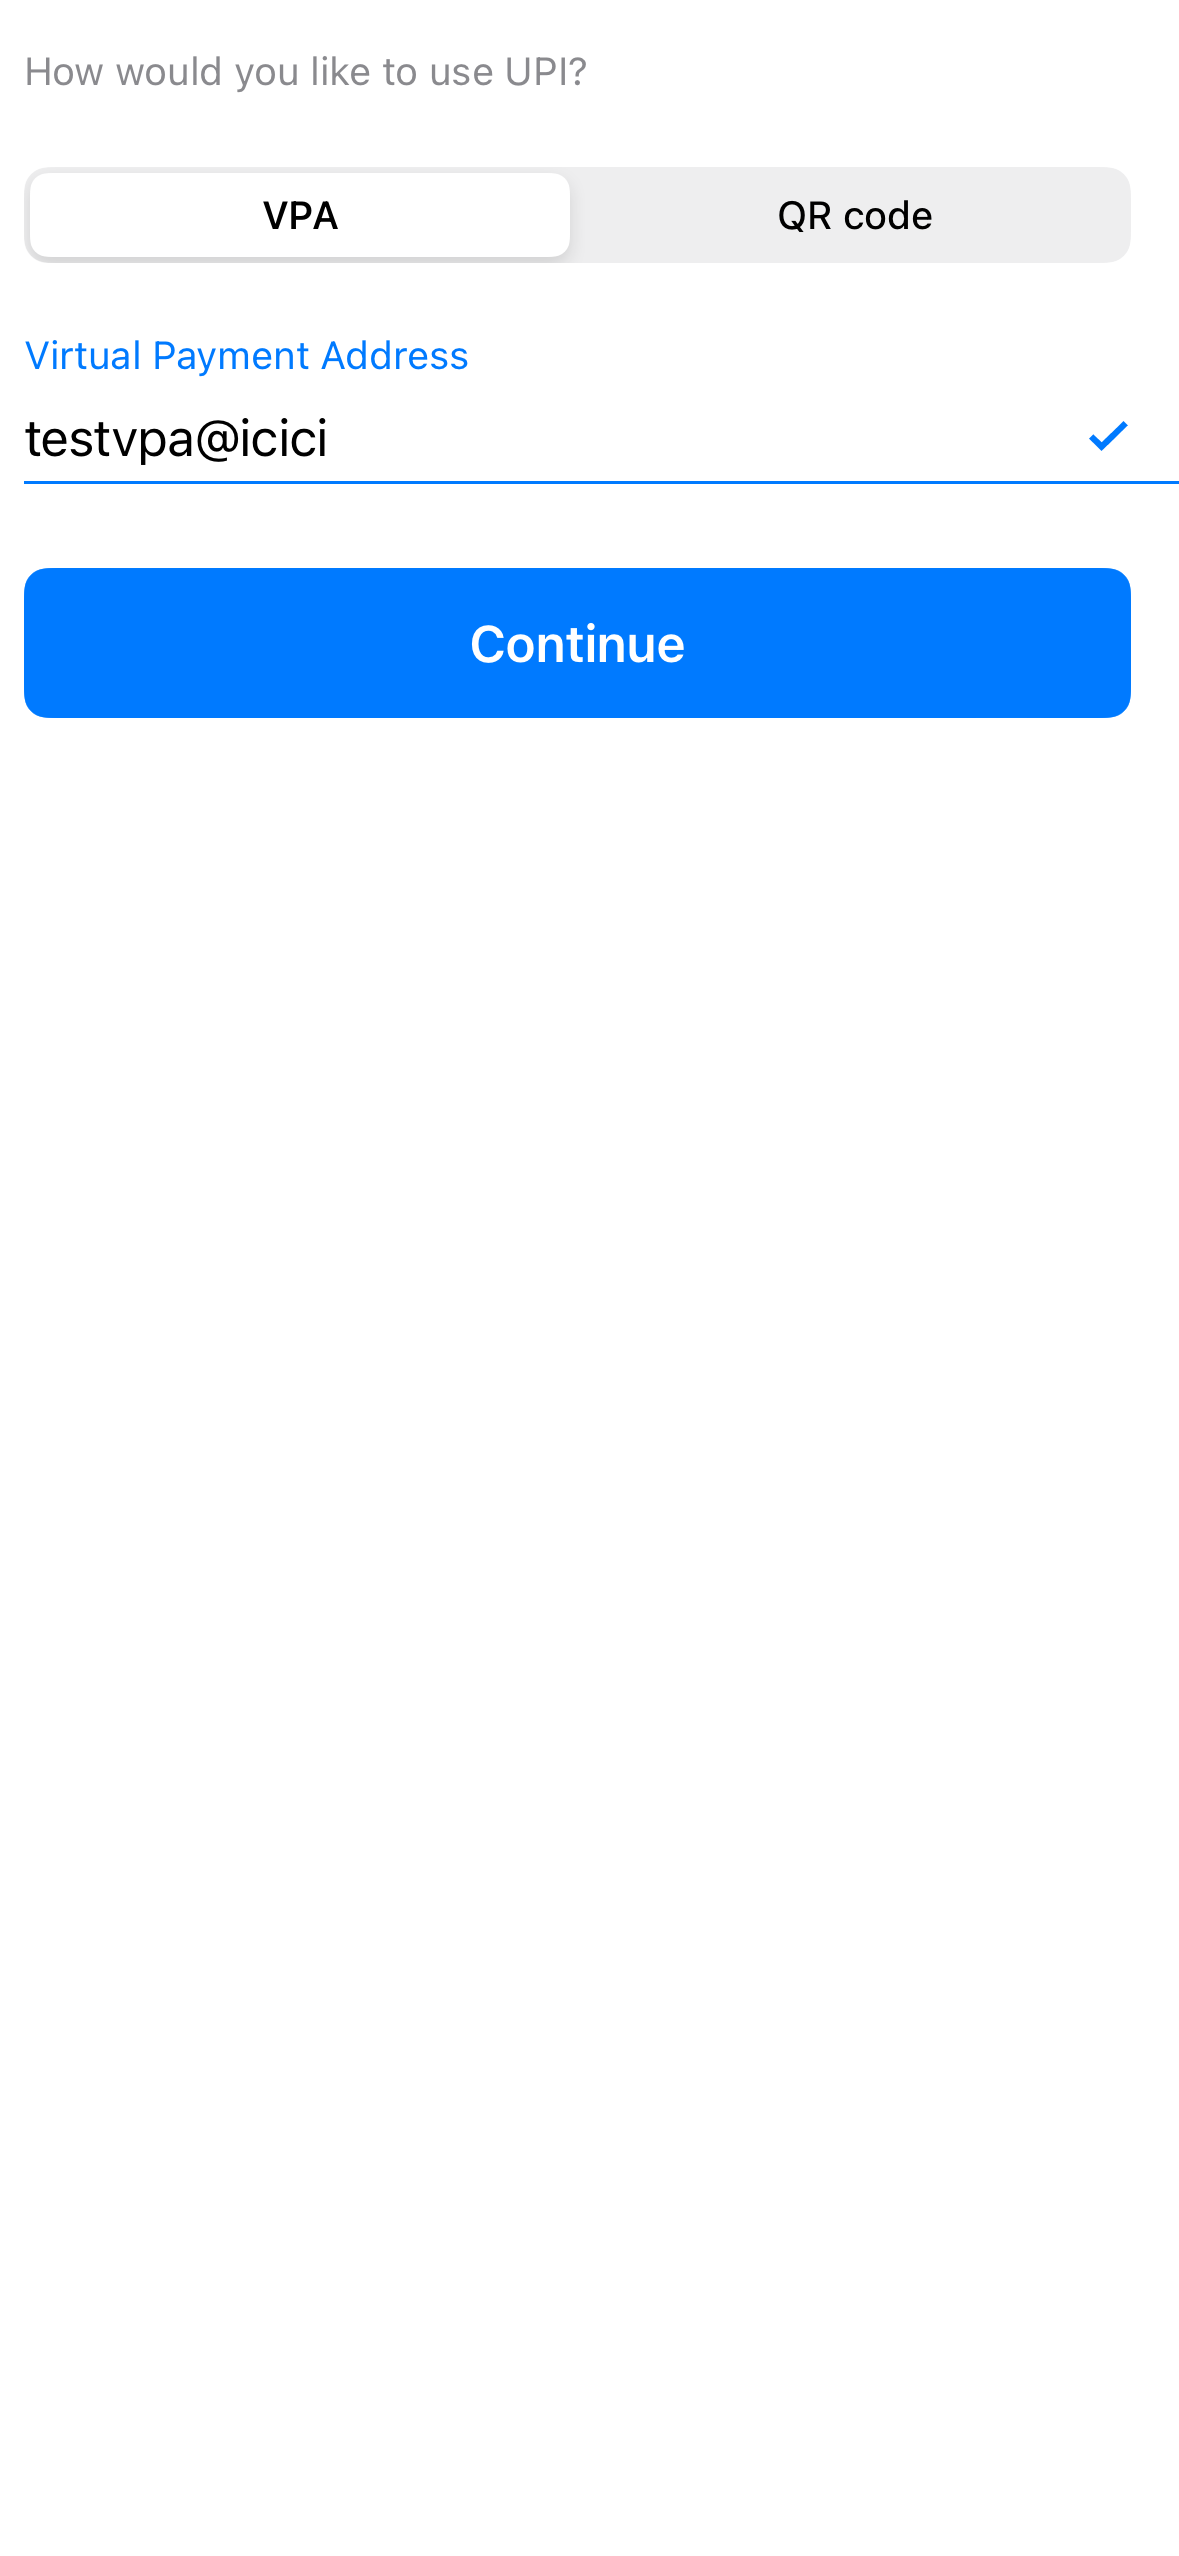 How would you like to use UPI?
VPA
QR code
Virtual Payment Address
testvpa@icici
Continue